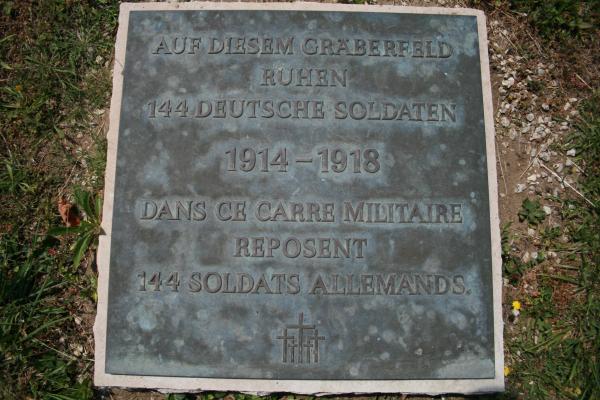 AUF DIESEM GRÄBERFELD
RUHEN
144 DEUTSCHE SOLDATEN
1914–1918
DANS CE CARRE MILITAIRE
REPOSENT
144 SOLDATS ALLEMANDS.